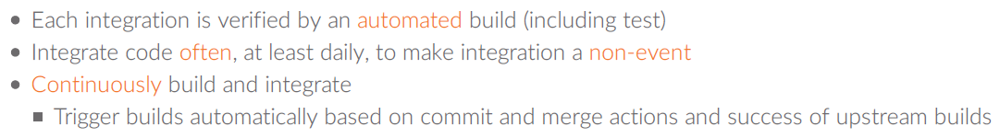 • Each integration is verified by an automated build (including test)
• Integrate code often, at least daily, to make integration a non-event
• Continuously build and integrate
▪ Trigger builds automatically based on commit and merge actions and success of upstream builds